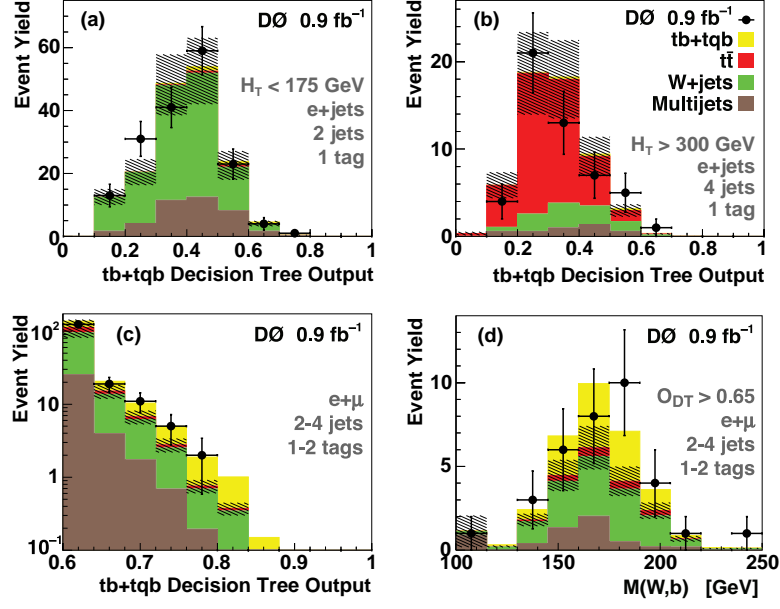 (a)
DØ 0.9 fb⁻¹
Event Yield
60
40
20
0
H_T < 175 GeV
e+jets
2 jets
1 tag
0 0.2 0.4 0.6 0.8 1
tb+tqb Decision Tree Output
(b)
DØ 0.9 fb⁻¹
tb+tqb
tt̄
W+jets
Multijets
Event Yield
20
10
0
H_T > 300 GeV
e+jets
4 jets
1 tag
0 0.2 0.4 0.6 0.8 1
tb+tqb Decision Tree Output
(c)
DØ 0.9 fb⁻¹
Event Yield
10²
10
1
10⁻¹
e+μ
2-4 jets
1-2 tags
0.6 0.7 0.8 0.9 1
tb+tqb Decision Tree Output
(d)
DØ 0.9 fb⁻¹
Event Yield
10
5
0
O_DT > 0.65
e+μ
2-4 jets
1-2 tags
100 150 200 250
M(W,b) [GeV]